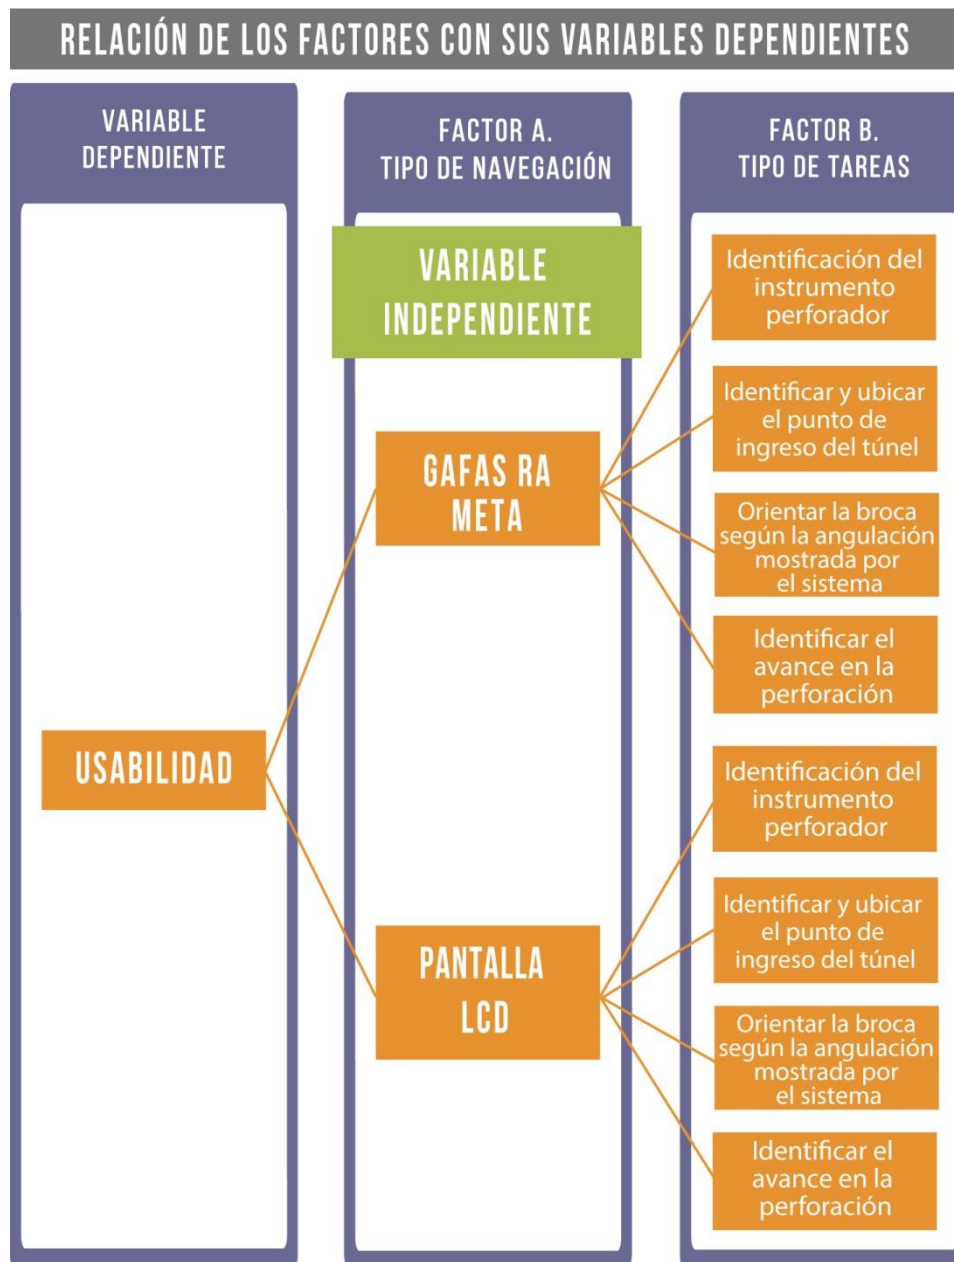 RELACIÓN DE LOS FACTORES CON SUS VARIABLES DEPENDIENTES
VARIABLE
DEPENDIENTE
USABILIDAD
FACTOR A.
TIPO DE NAVEGACIÓN
VARIABLE
INDEPENDIENTE
GAFAS RA
META
PANTALLA
LCD
FACTOR B.
TIPO DE TAREAS
Identificación del
instrumento
perforador
Identificar y ubicar
el punto de
ingreso del túnel
Orientar la broca
según la angulación
mostrada por
el sistema
Identificar el
avance en la
perforación
Identificación del
instrumento
perforador
Identificar y ubicar
el punto de
ingreso del túnel
Orientar la broca
según la angulación
mostrada por
el sistema
Identificar el
avance en la
perforación